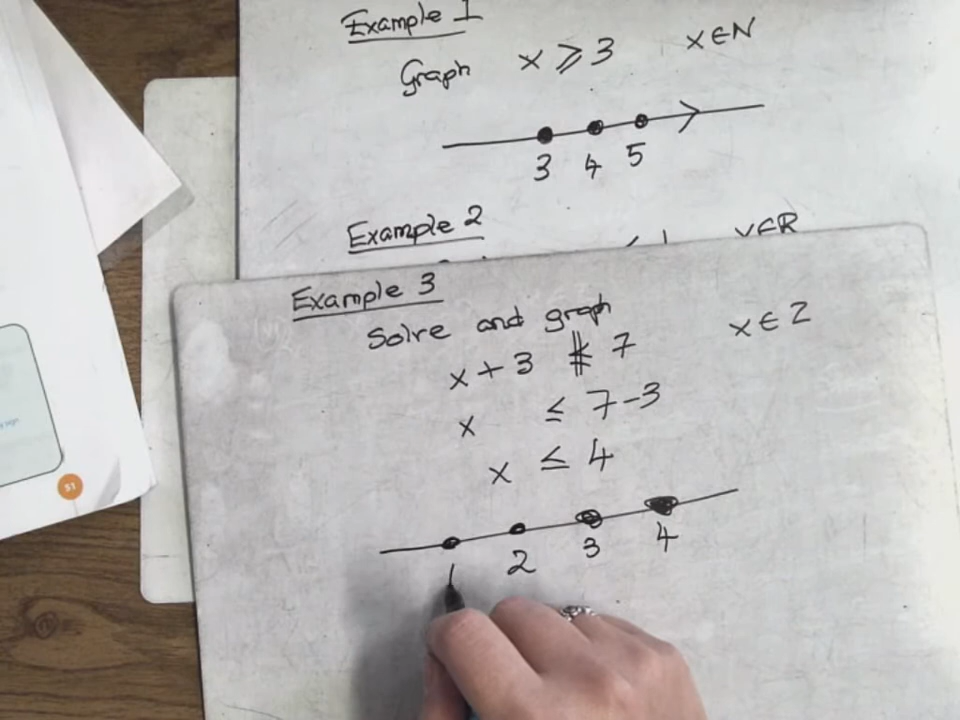 Example 1
Graph x ⩾ 3 x ∈ N
3 4 5
Example 2
x ∈ R
Example 3
Solve and graph x ∈ Z
x + 3 7
x ≤ 7 - 3
x ≤ 4
1 2 3 4
51